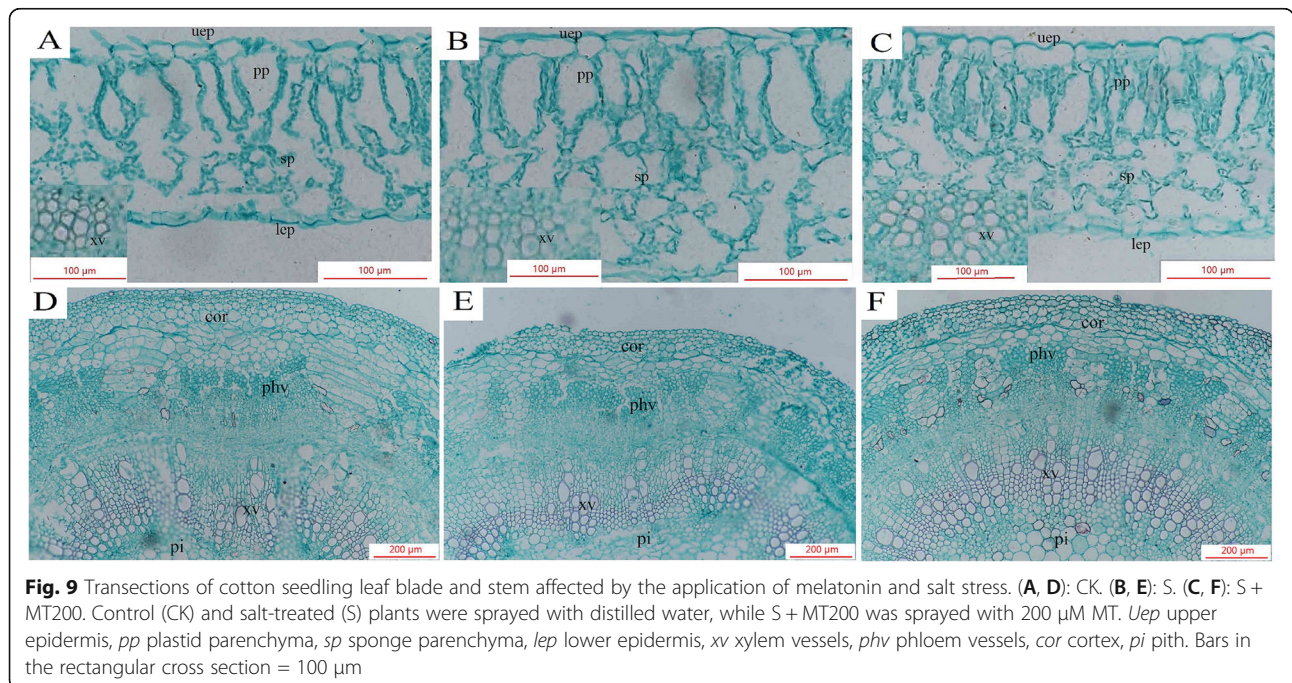 A
uep
pp
sp
xv
lep
100 µm
100 µm
B
uep
pp
sp
xv
100 µm
100 µm
C
uep
pp
sp
xv
lep
100 µm
100 µm
D
cor
phv
xv
pi
200 µm
E
cor
phv
xv
pi
200 µm
F
cor
phv
xv
pi
200 µm
Fig. 9 Transections of cotton seedling leaf blade and stem affected by the application of melatonin and salt stress. (A, D): CK. (B, E): S. (C, F): S +
MT200. Control (CK) and salt-treated (S) plants were sprayed with distilled water, while S + MT200 was sprayed with 200 µM MT. Uep upper
epidermis, pp plastid parenchyma, sp sponge parenchyma, lep lower epidermis, xv xylem vessels, phv phloem vessels, cor cortex, pi pith. Bars in
the rectangular cross section = 100 µm